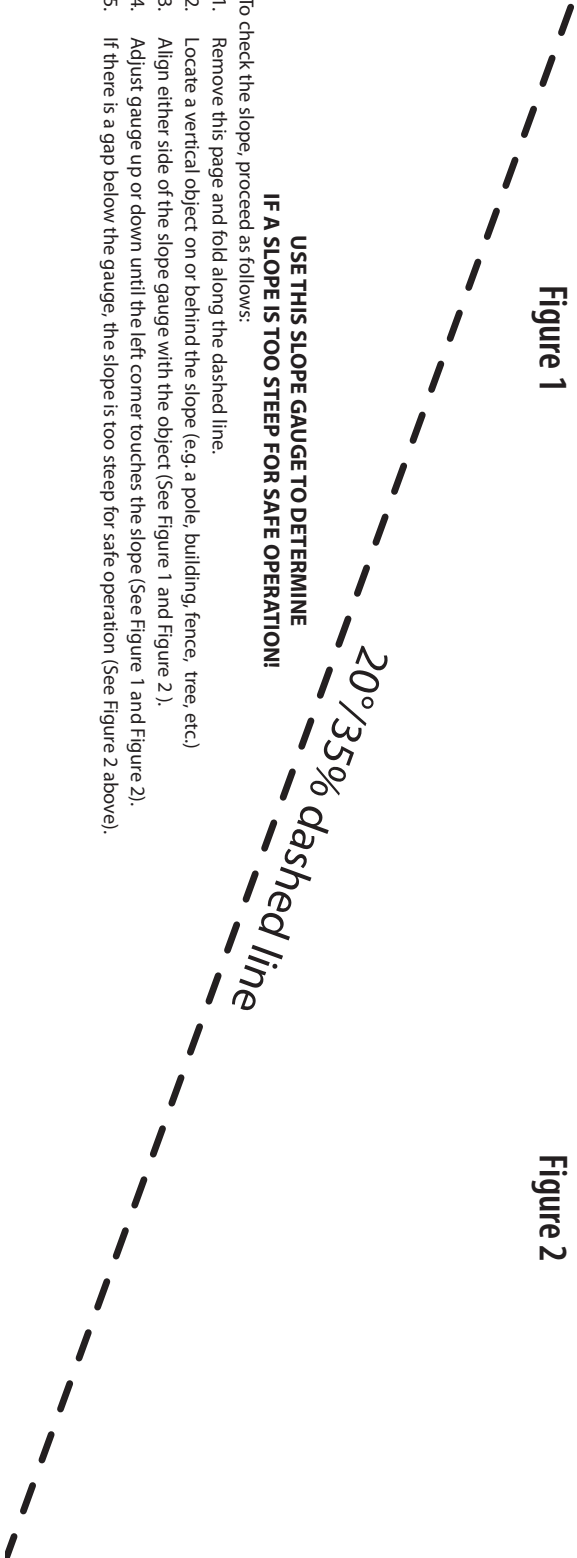 Figure 1
Figure 2
20°/35% dashed line
USE THIS SLOPE GAUGE TO DETERMINE
IF A SLOPE IS TOO STEEP FOR SAFE OPERATION!
To check the slope, proceed as follows:
1. Remove this page and fold along the dashed line.
2. Locate a vertical object on or behind the slope (e.g. a pole, building, fence, tree, etc.)
3. Align either side of the slope gauge with the object (See Figure 1 and Figure 2 ).
4. Adjust gauge up or down until the left corner touches the slope (See Figure 1 and Figure 2).
5. If there is a gap below the gauge, the slope is too steep for safe operation (See Figure 2 above).